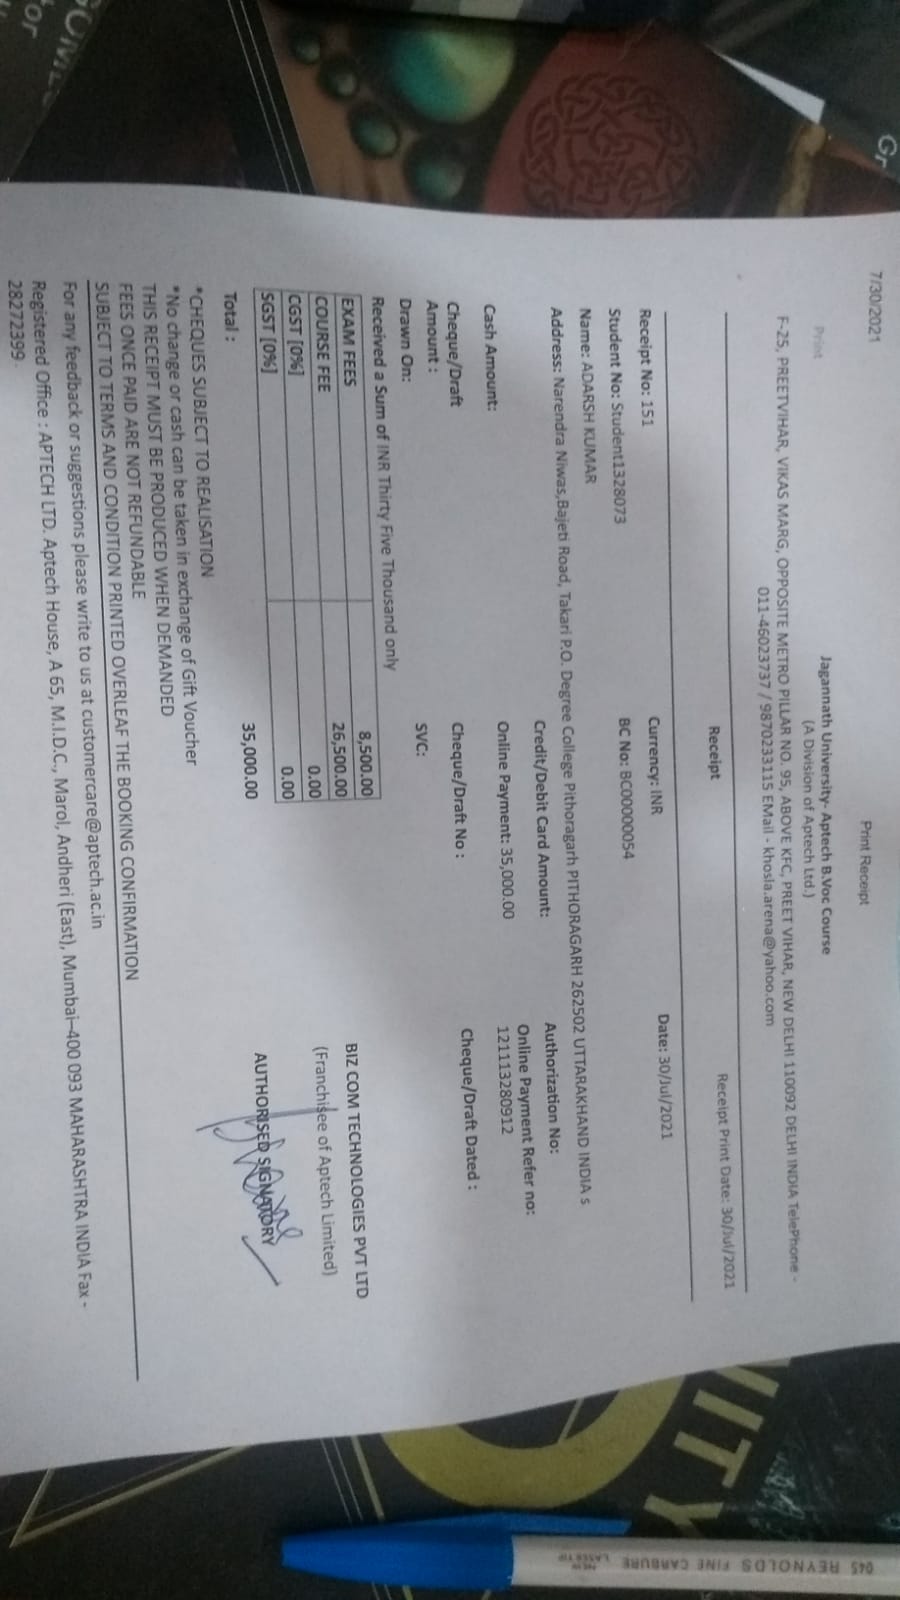 7/30/2021
Print Receipt
Print
Jagannath University- Aptech B.Voc Course
(A Division of Aptech Ltd.)
F-25, PREETVIHAR, VIKAS MARG, OPPOSITE METRO PILLAR NO. 95, ABOVE KFC, PREET VIHAR, NEW DELHI 110092 DELHI INDIA TelePhone -
011-46023737 / 9870233115 EMail - khosla.arena@yahoo.com
Receipt
Receipt Print Date: 30/Jul/2021
Receipt No: 151 Currency: INR Date: 30/Jul/2021
Student No: Student1328073 BC No: BC00000054
Name: ADARSH KUMAR
Address: Narendra Niwas,Bajeti Road, Takari P.O. Degree College Pithoragarh PITHORAGARH 262502 UTTARAKHAND INDIA s
Credit/Debit Card Amount: Authorization No:
Cash Amount: Online Payment: 35,000.00 Online Payment Refer no:
121113280912
Cheque/Draft Cheque/Draft No : Cheque/Draft Dated :
Amount :
Drawn On: SVC:
Received a Sum of INR Thirty Five Thousand only
EXAM FEES 8,500.00
COURSE FEE 26,500.00
CGST [0%] 0.00
SGST [0%] 0.00
Total : 35,000.00
BIZ COM TECHNOLOGIES PVT LTD
(Franchisee of Aptech Limited)
AUTHORISED SIGNATORY
*CHEQUES SUBJECT TO REALISATION
*No change or cash can be taken in exchange of Gift Voucher
THIS RECEIPT MUST BE PRODUCED WHEN DEMANDED
FEES ONCE PAID ARE NOT REFUNDABLE
SUBJECT TO TERMS AND CONDITION PRINTED OVERLEAF THE BOOKING CONFIRMATION
For any feedback or suggestions please write to us at customercare@aptech.ac.in
Registered Office : APTECH LTD. Aptech House, A 65, M.I.D.C., Marol, Andheri (East), Mumbai–400 093 MAHARASHTRA INDIA Fax -
28272399
045 REYNOLDS FINE CARBURE